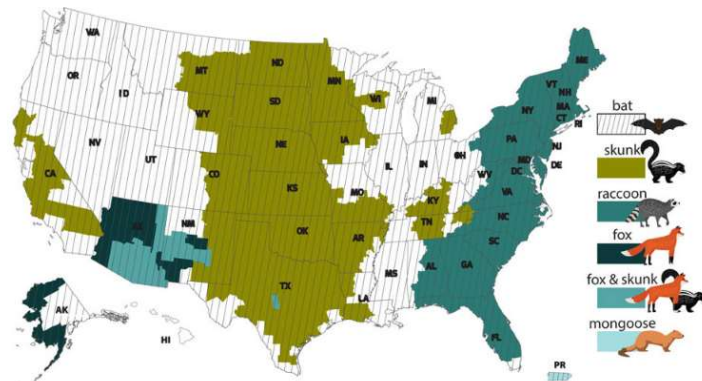 WA
OR
ID
MT
ND
MN
WI
MI
SD
WY
NV
UT
CO
NE
IA
IL
IN
OH
CA
KS
MO
KY
TN
NM
OK
AR
MS
AL
GA
TX
LA
FL
SC
NC
VA
WV
MD
DC
DE
NJ
PA
NY
VT
NH
MA
CT
RI
ME
AZ
AK
HI
PR
bat
skunk
raccoon
fox
fox & skunk
mongoose